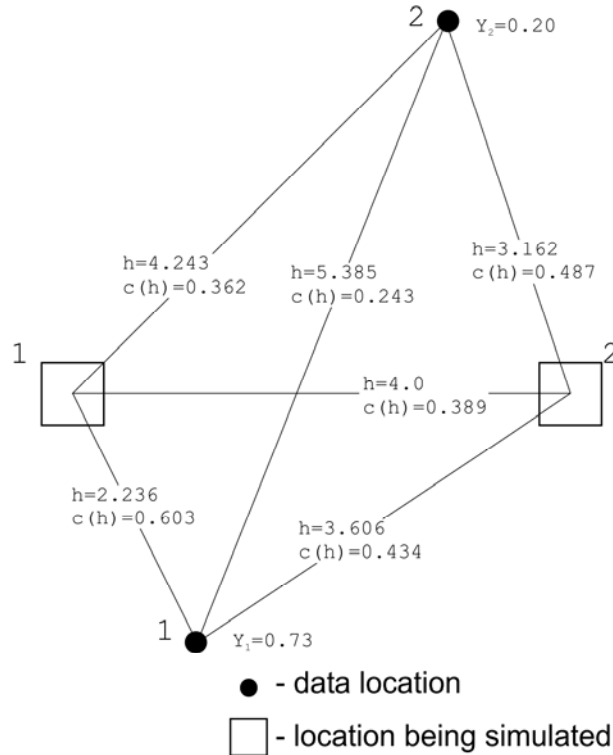 2
Y₂=0.20
h=4.243
c(h)=0.362
h=5.385
c(h)=0.243
h=3.162
c(h)=0.487
1
2
h=4.0
c(h)=0.389
h=2.236
c(h)=0.603
h=3.606
c(h)=0.434
1
Y₁=0.73
- data location
- location being simulated